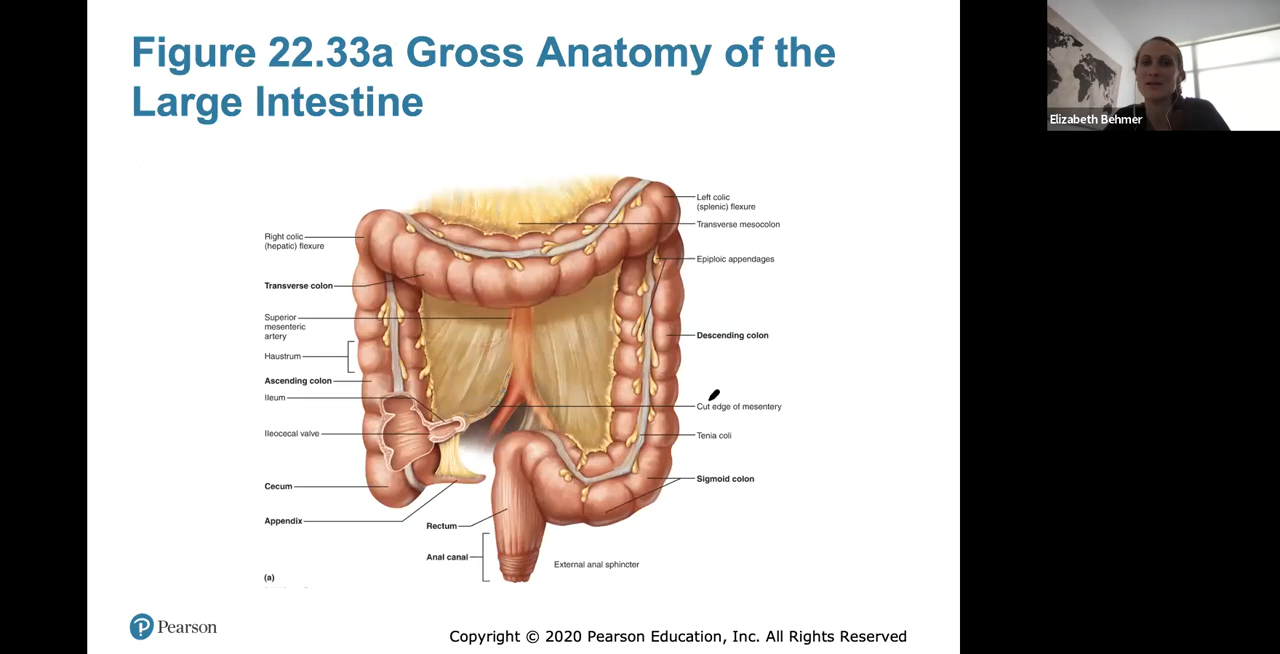 Figure 22.33a Gross Anatomy of the
Large Intestine
Elizabeth Behmer
Left colic
(splenic) flexure
Transverse mesocolon
Right colic
(hepatic) flexure
Epiploic appendages
Transverse colon
Superior
mesenteric
artery
Descending colon
Haustrum
Ascending colon
Ileum
Cut edge of mesentery
Ileocecal valve
Tenia coli
Cecum
Sigmoid colon
Appendix
Rectum
Anal canal
External anal sphincter
(a)
P Pearson
Copyright © 2020 Pearson Education, Inc. All Rights Reserved